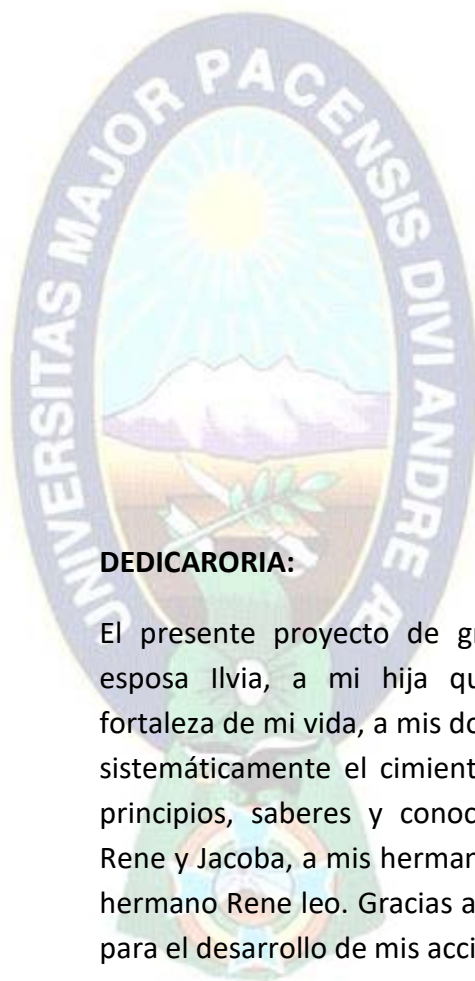 UNIVERSITAS MAJOR PACENSIS DIVI ANDRE Æ
DEDICARORIA:
El presente proyecto de
esposa Ilvia, a mi hija
fortaleza de mi vida, a mis
sistemáticamente el
principios, saberes y
Rene y Jacoba, a mis
hermano Rene leo. Gracias
para el desarrollo de mis